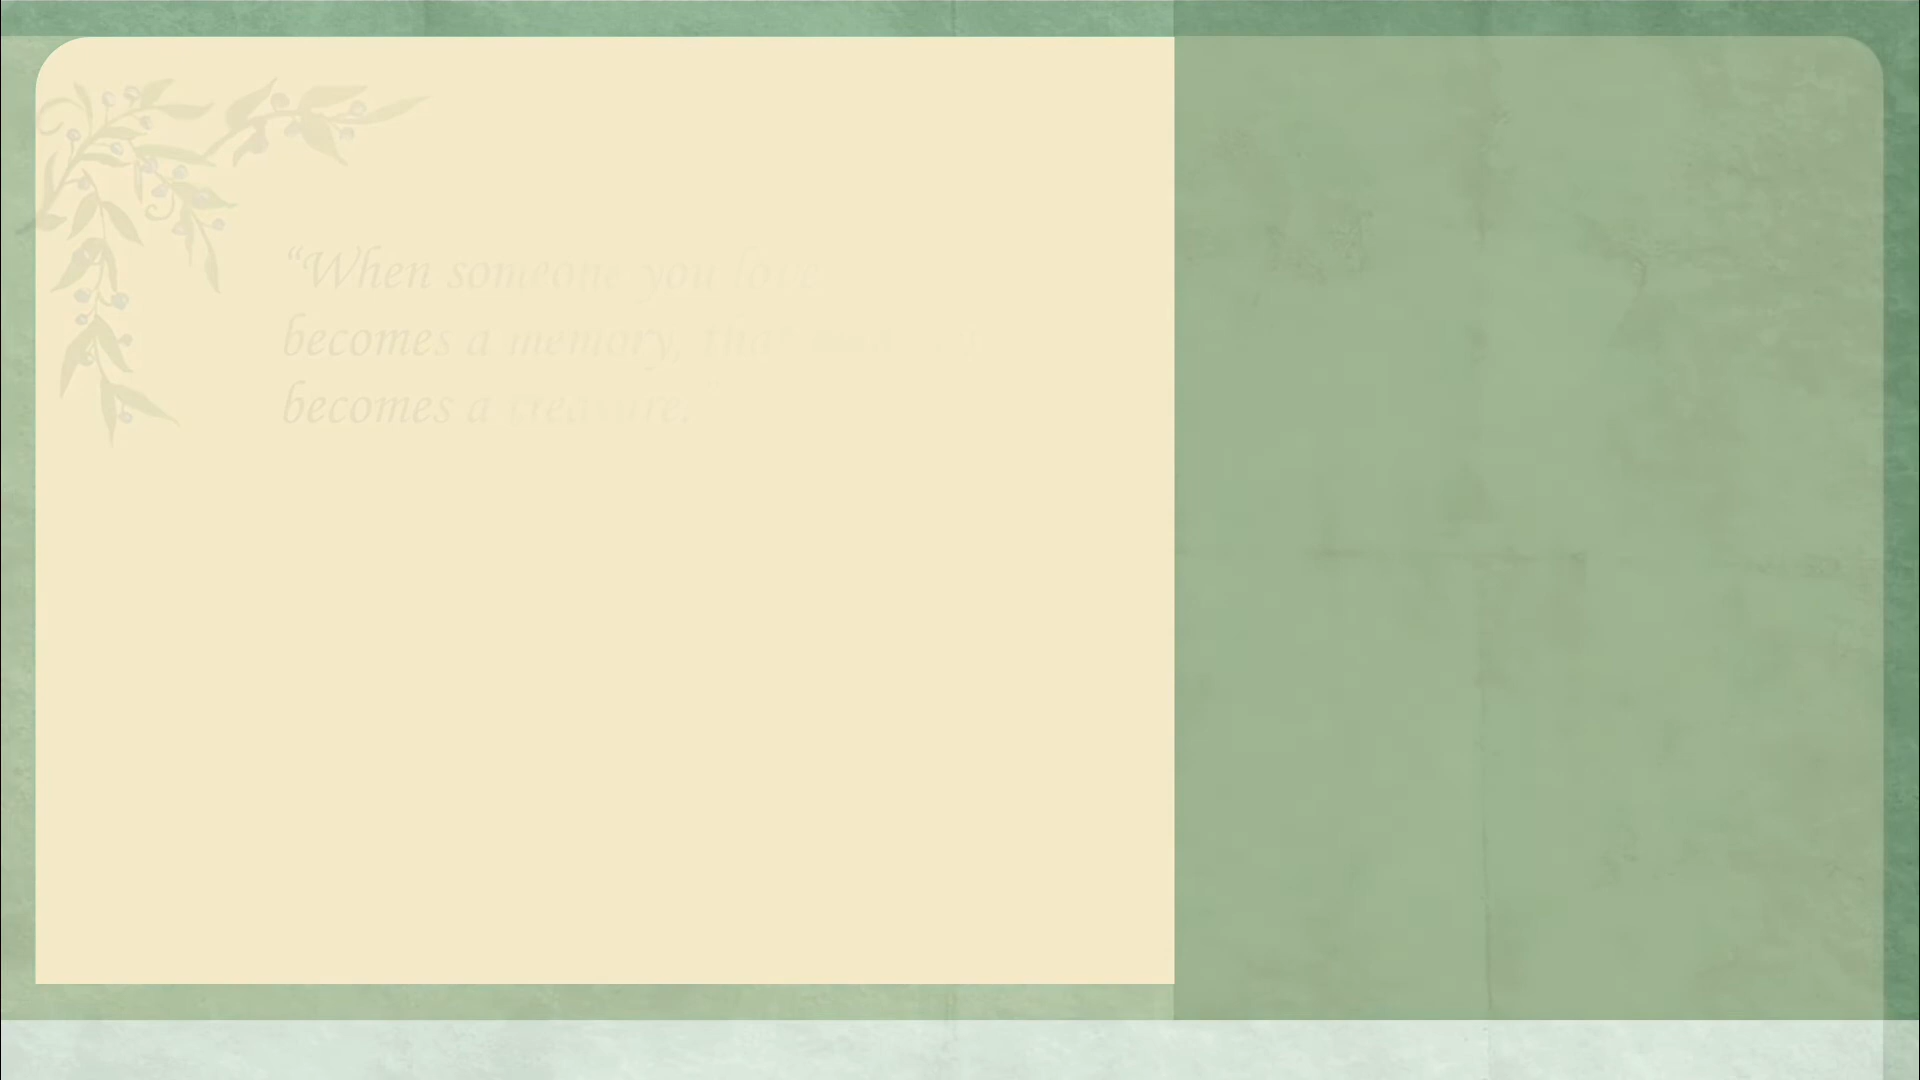 “When someone you love
becomes a memory, that
becomes a treasure.”